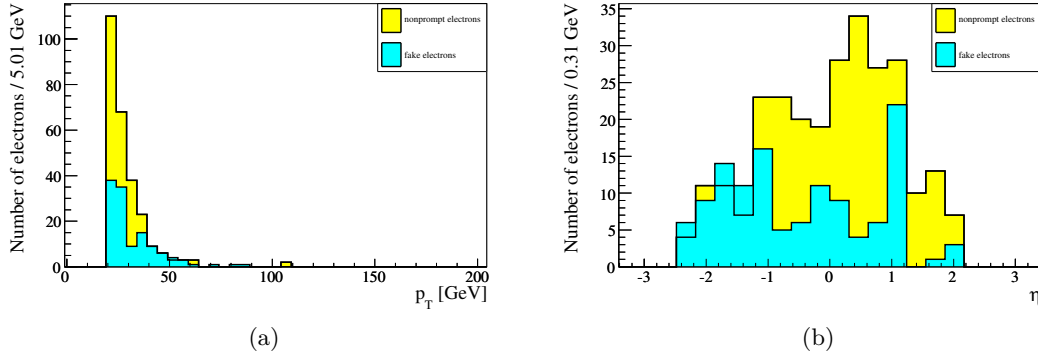 Number of electrons / 5.01 GeV
100
80
60
40
20
0
nonprompt electrons
fake electrons
0 50 100 150 200
p_T [GeV]
(a)
Number of electrons / 0.31 GeV
35
30
25
20
15
10
5
0
nonprompt electrons
fake electrons
-3 -2 -1 0 1 2 3
η
(b)